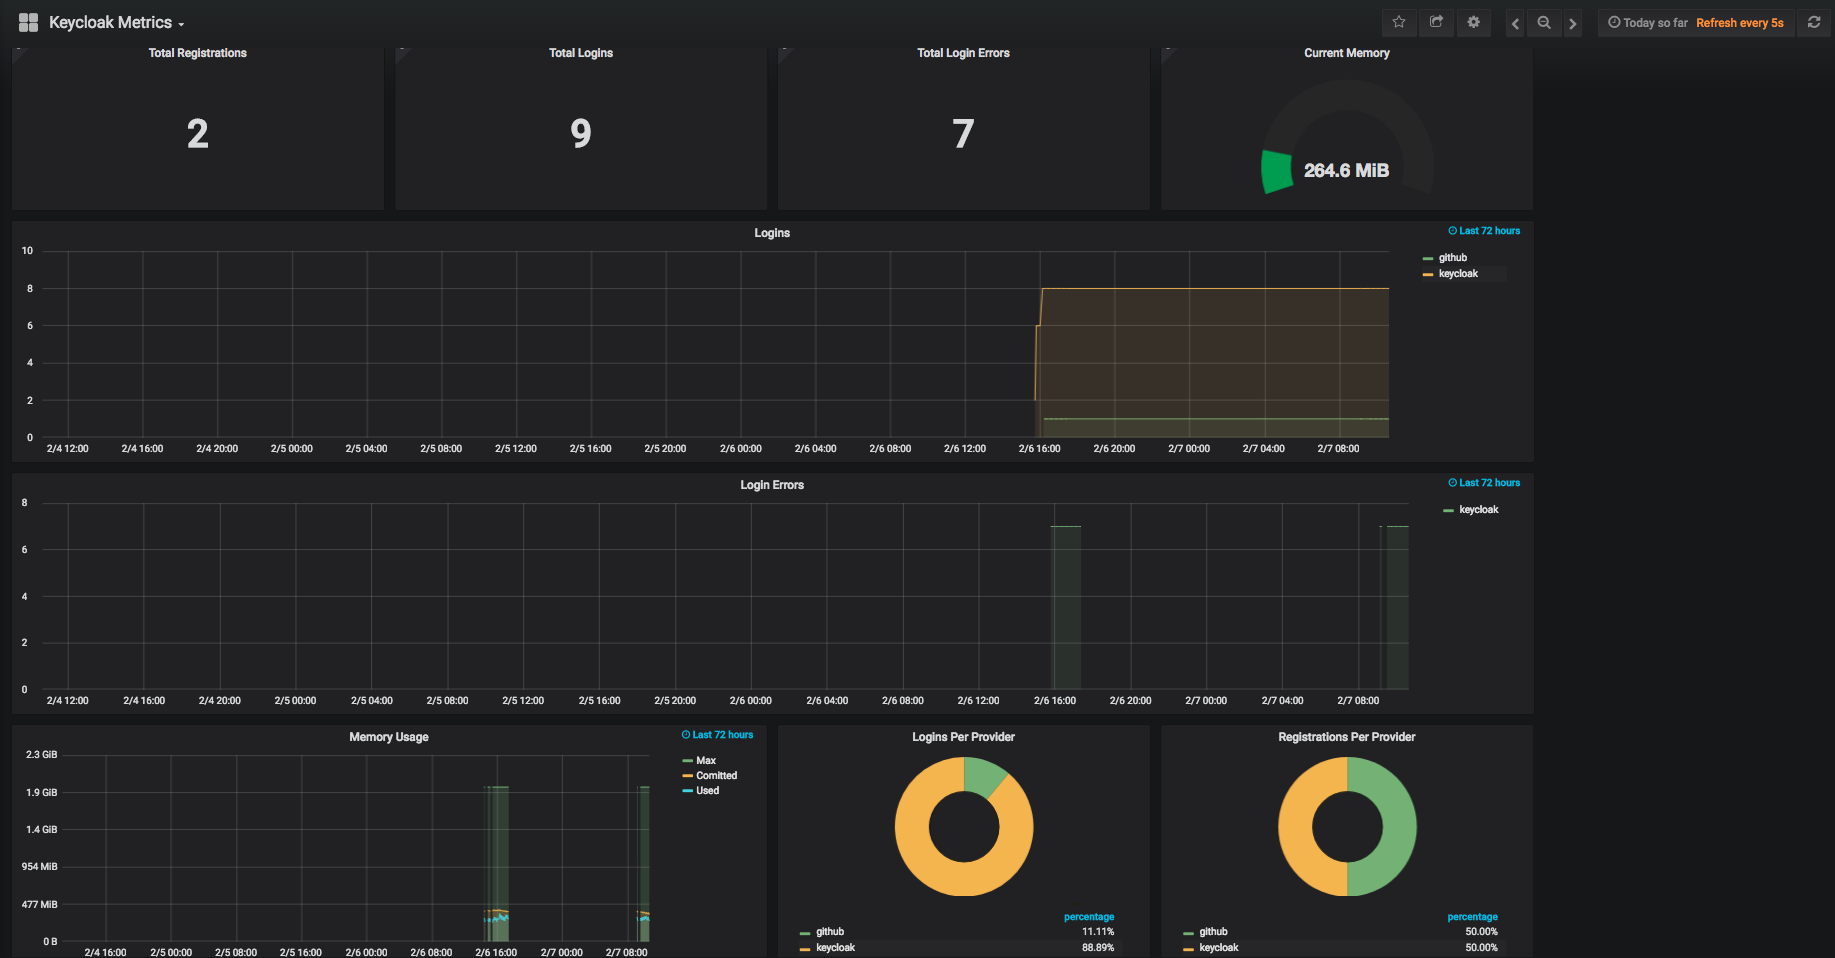 Keycloak Metrics
Today so far Refresh every 5s
Total Registrations
2
Total Logins
9
Total Login Errors
7
Current Memory
264.6 MiB
Logins
Last 72 hours
10
8
6
4
2
0
2/4 12:00 2/4 16:00 2/4 20:00 2/5 00:00 2/5 04:00 2/5 08:00 2/5 12:00 2/5 16:00 2/5 20:00 2/6 00:00 2/6 04:00 2/6 08:00 2/6 12:00 2/6 16:00 2/6 20:00 2/7 00:00 2/7 04:00 2/7 08:00
github
keycloak
Login Errors
Last 72 hours
8
6
4
2
0
2/4 12:00 2/4 16:00 2/4 20:00 2/5 00:00 2/5 04:00 2/5 08:00 2/5 12:00 2/5 16:00 2/5 20:00 2/6 00:00 2/6 04:00 2/6 08:00 2/6 12:00 2/6 16:00 2/6 20:00 2/7 00:00 2/7 04:00 2/7 08:00
keycloak
Memory Usage
Last 72 hours
2.3 GiB
1.9 GiB
1.4 GiB
954 MiB
477 MiB
0 B
2/4 16:00 2/5 00:00 2/5 08:00 2/5 16:00 2/6 00:00 2/6 08:00 2/6 16:00 2/7 00:00 2/7 08:00
Max
Comitted
Used
Logins Per Provider
percentage
github 11.11%
keycloak 88.89%
Registrations Per Provider
percentage
github 50.00%
keycloak 50.00%